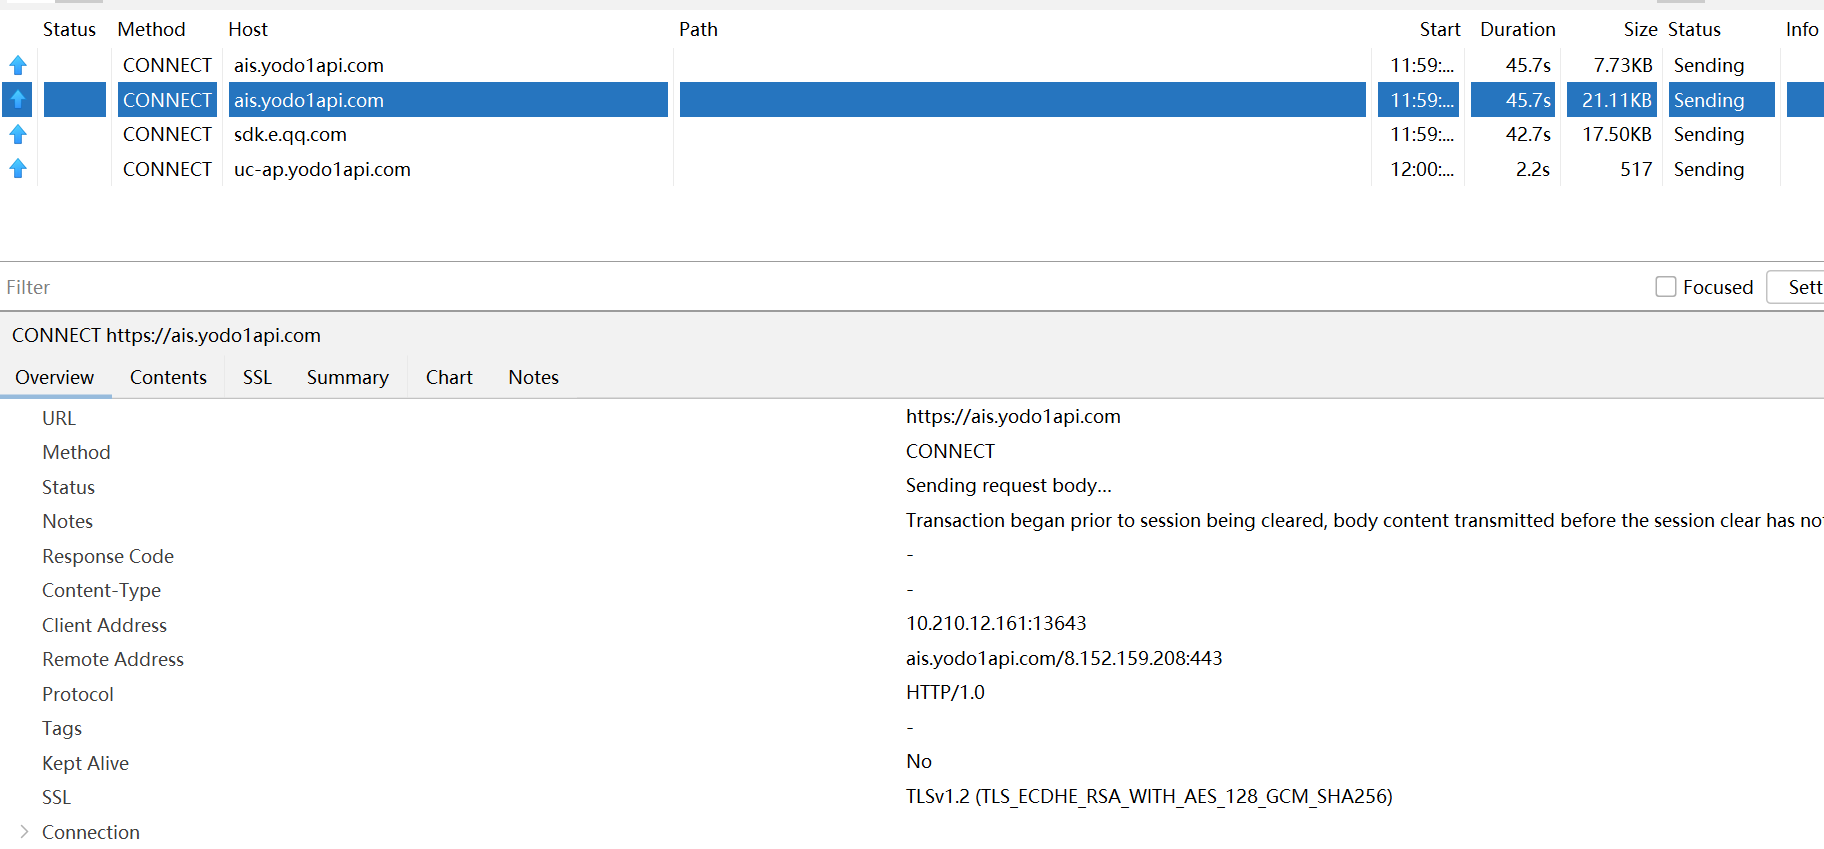 Status Method Host Path Start Duration Size Status Info
CONNECT ais.yodo1api.com 11:59:... 45.7s 7.73KB Sending
CONNECT ais.yodo1api.com 11:59:... 45.7s 21.11KB Sending
CONNECT sdk.e.qq.com 11:59:... 42.7s 17.50KB Sending
CONNECT uc-ap.yodo1api.com 12:00:... 2.2s 517 Sending
Filter Focused Sett
CONNECT https://ais.yodo1api.com
Overview Contents SSL Summary Chart Notes
URL https://ais.yodo1api.com
Method CONNECT
Status Sending request body...
Notes Transaction began prior to session being cleared, body content transmitted before the session clear has not
Response Code -
Content-Type -
Client Address 10.210.12.161:13643
Remote Address ais.yodo1api.com/8.152.159.208:443
Protocol HTTP/1.0
Tags -
Kept Alive No
SSL TLSv1.2 (TLS_ECDHE_RSA_WITH_AES_128_GCM_SHA256)
Connection